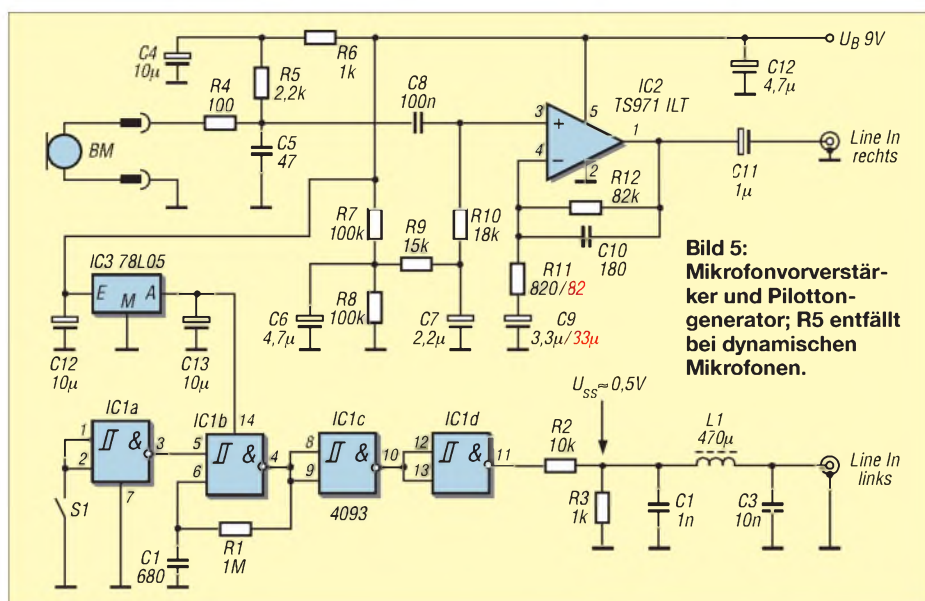 C4
10µ
R4
100
R5
2,2k
R6
1k
C8
100n
IC2
TS971 ILT
U_B 9V
C12
4,7µ
BM
C5
47
3
+
4
−
5
1
2
Line In
rechts
C11
1µ
R12
82k
C10
180
R7
100k
R9
15k
R10
18k
R11
820/82
C9
3,3µ/33µ
IC3 78L05
E
M
A
C12
10µ
C13
10µ
C6
4,7µ
R8
100k
C7
2,2µ
Bild 5:
Mikrofonvorverstär-
ker und Pilotton-
generator; R5 entfällt
bei dynamischen
Mikrofonen.
U_SS≈0,5V
IC1a
1
2
&
3
7
S1
IC1b
14
5
6
&
4
C1
680
R1
1M
IC1c
8
9
&
10
4093
IC1d
12
13
&
11
R2
10k
R3
1k
C1
1n
L1
470µ
C3
10n
Line In
links